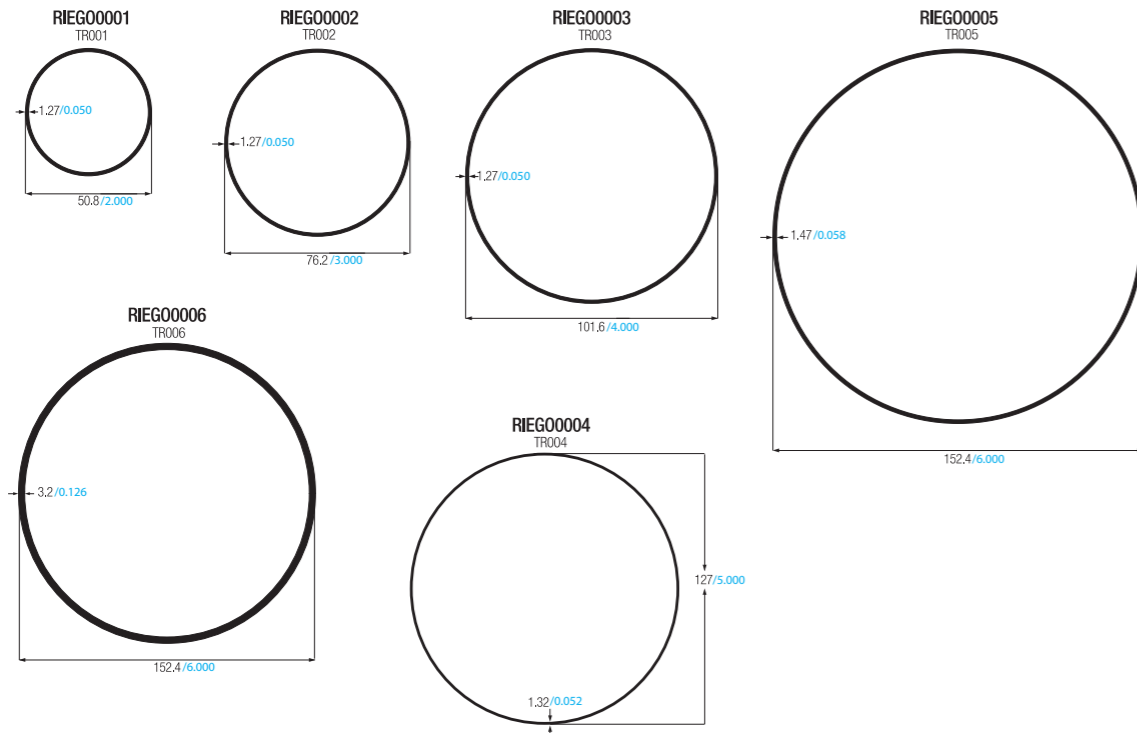 RIEGO0001
TR001
1.27/0.050
50.8/2.000
RIEGO0002
TR002
1.27/0.050
76.2/3.000
RIEGO0003
TR003
1.27/0.050
101.6/4.000
RIEGO0005
TR005
1.47/0.058
152.4/6.000
RIEGO0006
TR006
3.2/0.126
152.4/6.000
RIEGO0004
TR004
127/5.000
1.32/0.052